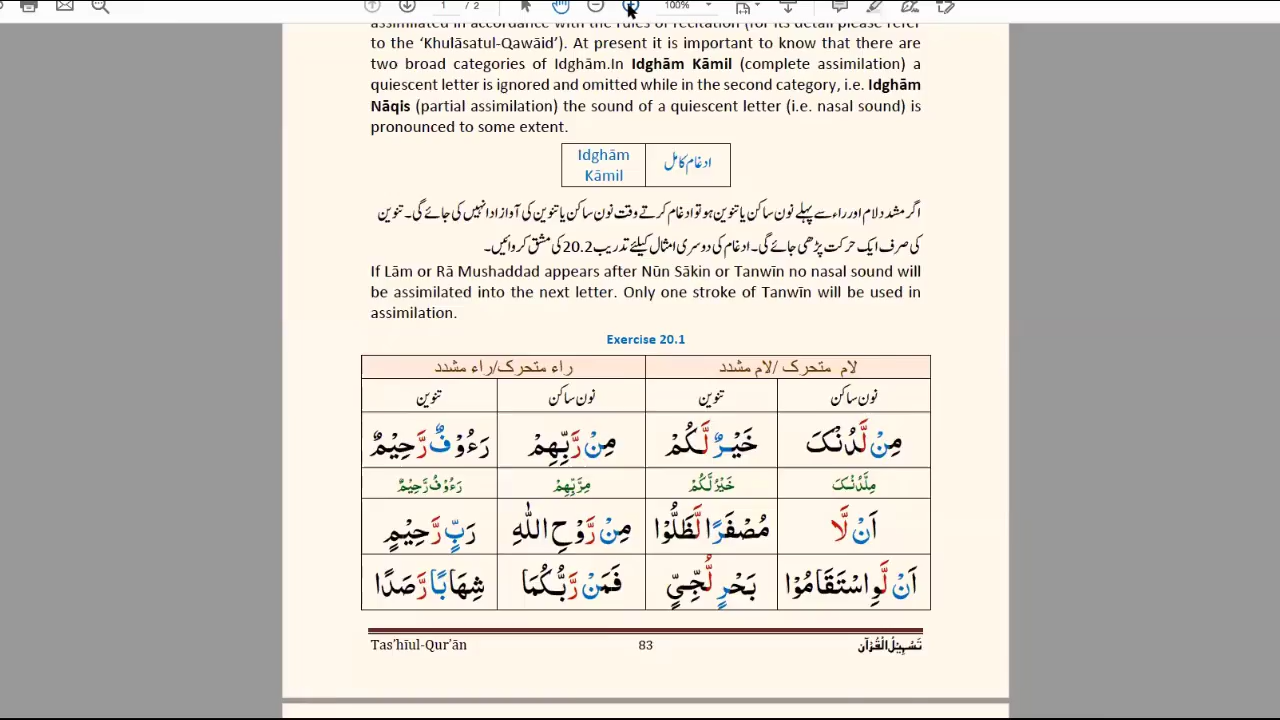 1 / 2 100%
assimilated in accordance with the rules of recitation (for its detail please refer
to the ‘Khulāsatul-Qawāid’). At present it is important to know that there are
two broad categories of Idghām.In Idghām Kāmil (complete assimilation) a
quiescent letter is ignored and omitted while in the second category, i.e. Idghām
Nāqis (partial assimilation) the sound of a quiescent letter (i.e. nasal sound) is
pronounced to some extent.
Idghām Kāmil ادغام کامل
اگر مشدد لام اور راء سے پہلے نون ساکن یا تنوین ہو تو ادغام کرتے وقت نون ساکن یا تنوین کی آواز ادا نہیں کی جائے گی۔ تنوین
کی صرف ایک حرکت پڑھی جائے گی۔ ادغام کی دوسری امثال کیلئے تدریب 20.2 کی مشق کروائیں۔
If Lām or Rā Mushaddad appears after Nūn Sākin or Tanwīn no nasal sound will
be assimilated into the next letter. Only one stroke of Tanwīn will be used in
assimilation.
Exercise 20.1
لام متحرک /لام مشدد راء متحرک/راء مشدد
نون ساکن تنوین نون ساکن تنوین
مِنْ لَّدُنْکَ خَیْرٌ لَّکُمْ مِنْ رَّبِّهِمْ رَءُوْفٌ رَّحِیْمٌ
مِلَّدُنْکَ خَیْرُ لَّکُمْ مِرَّبِّهِمْ رَءُوْفُ رَّحِیْمٌ
اَنْ لَّا مُصْفَرًا لَّظَلُّوْا مِنْ رَّوْحِ اللّٰهِ رَبٍّ رَّحِیْمٍ
اَنْ لَّوِ اسْتَقَامُوْا بَحْرٍ لُّجِّیٍّ فَمَنْ رَّبُّکُمَا شِهَابًا رَّصَدًا
Tas’hīul-Qur’ān 83 تَسْهِیْلُ الْقُرْآن